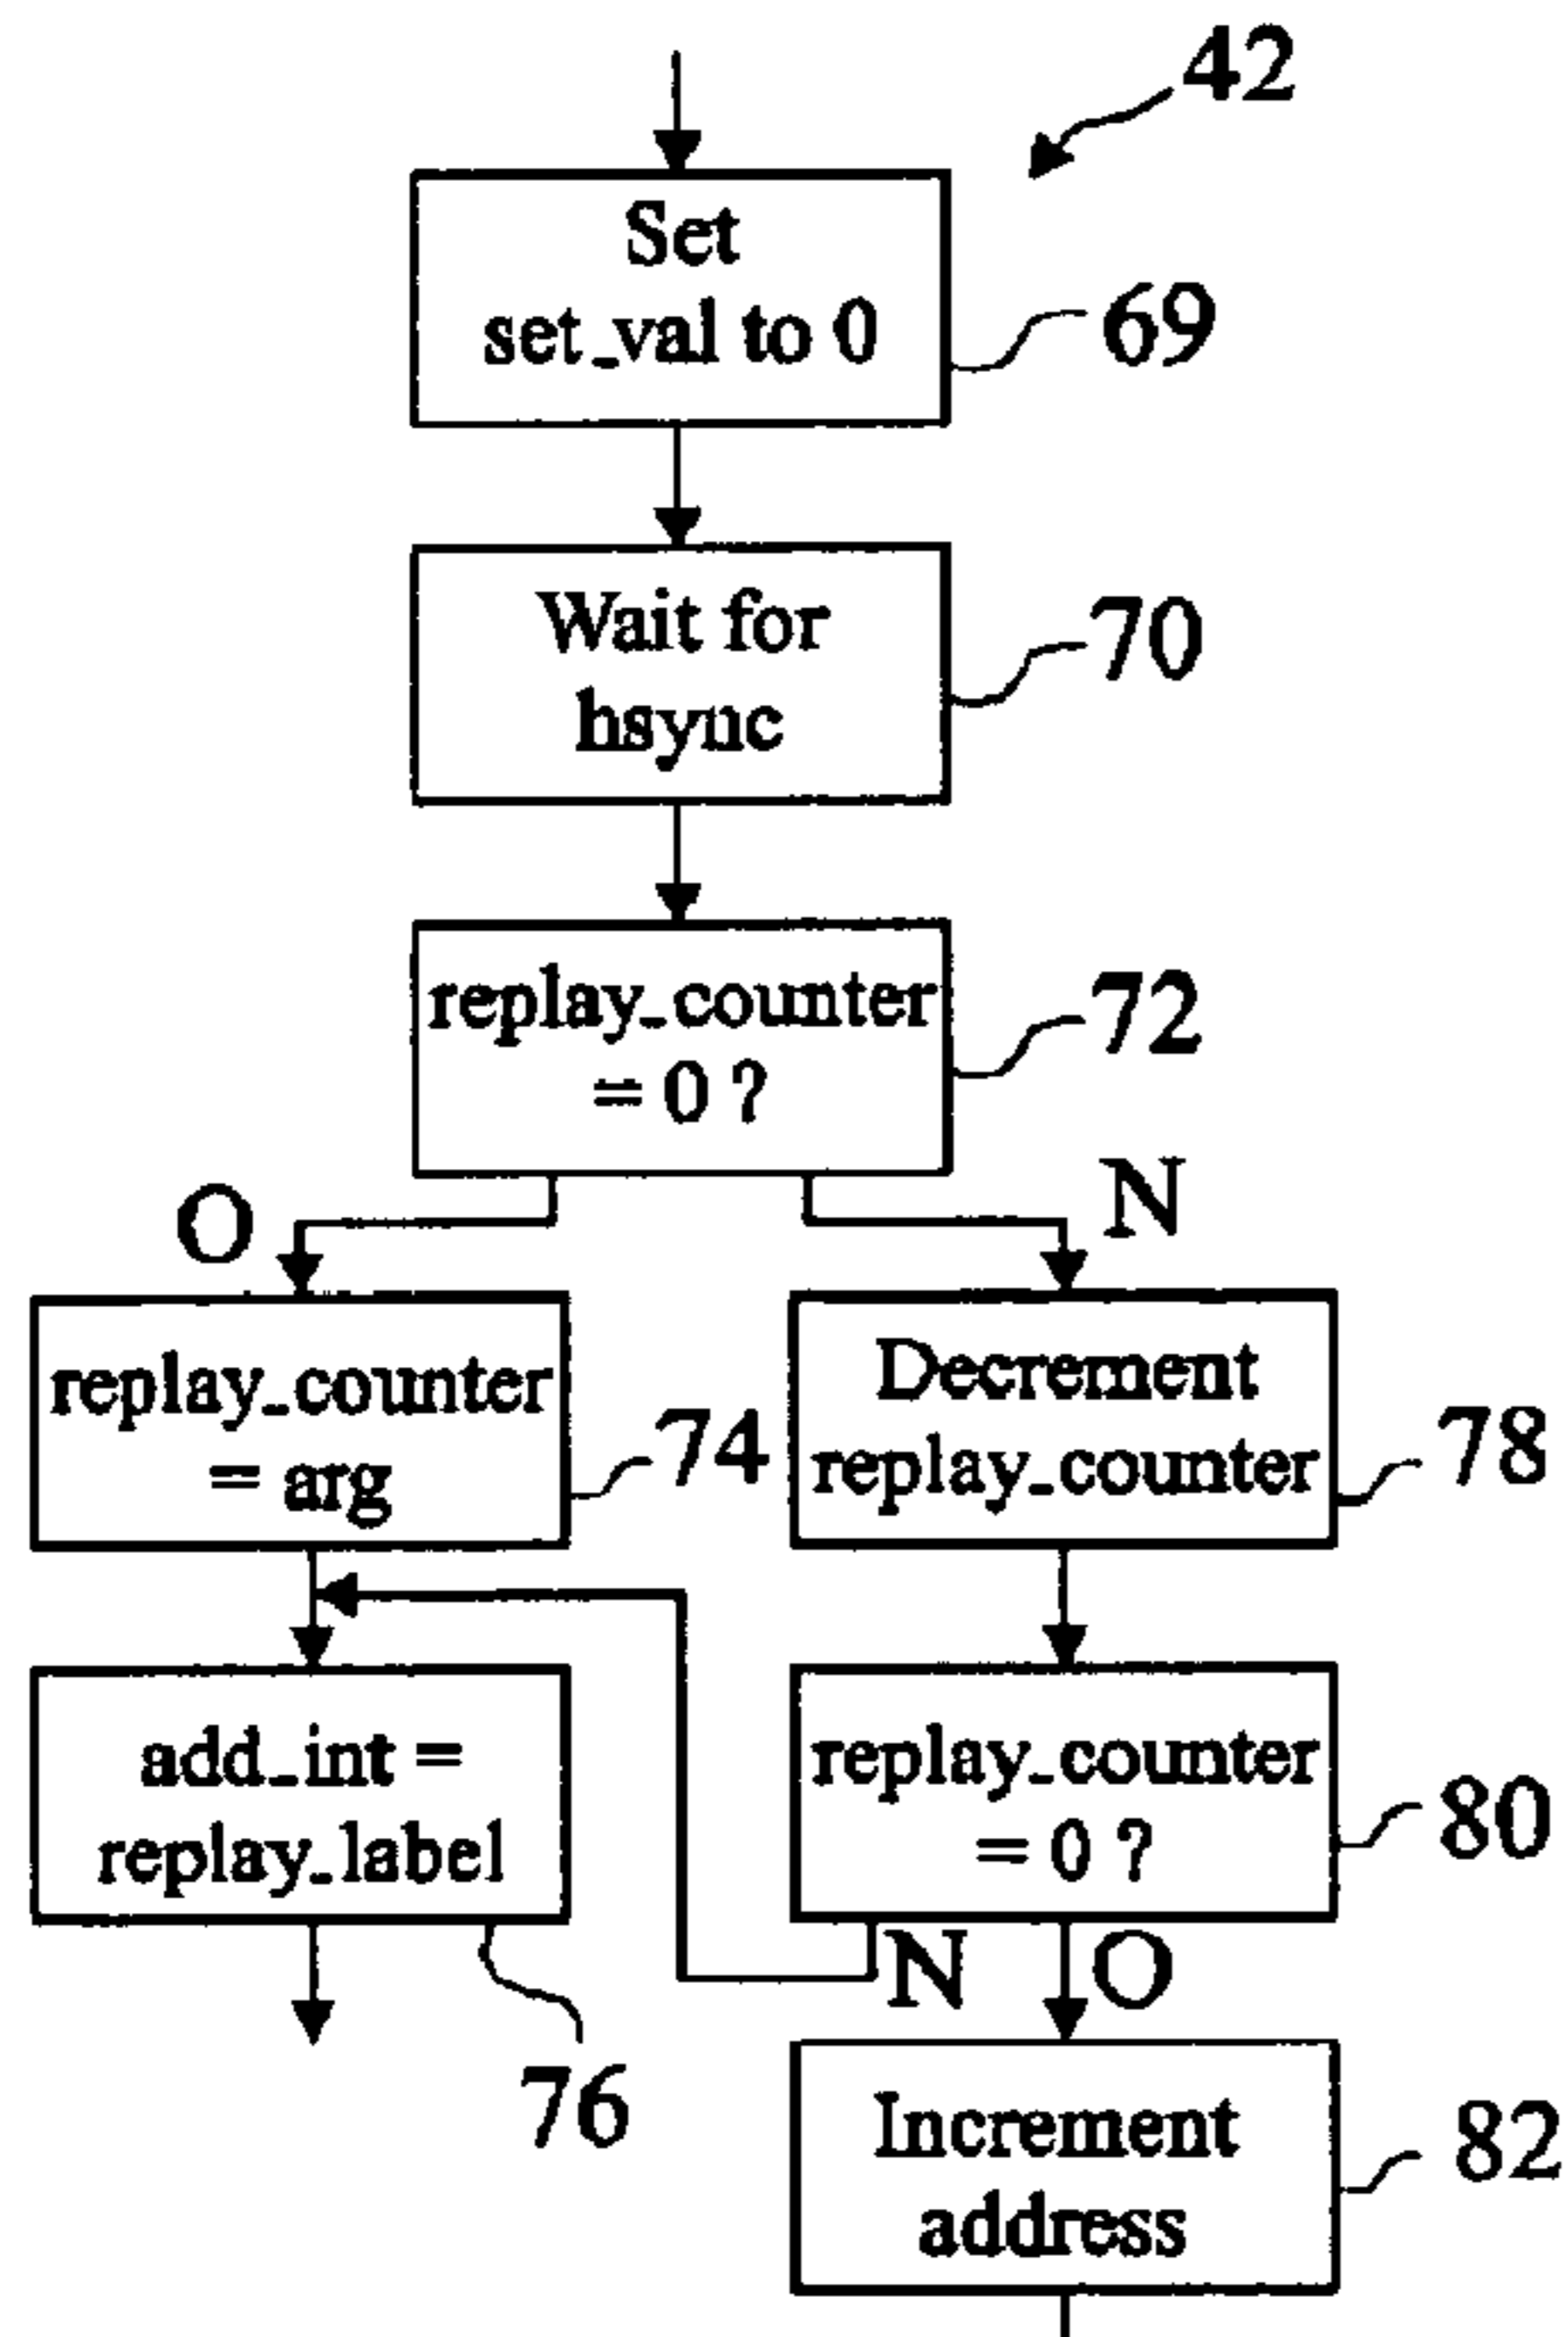 42
Set
set_val to 0
69
Wait for
hsync
70
replay_counter
= 0 ?
72
O
N
replay_counter
= arg
74
Decrement
replay_counter
78
add_int =
replay_label
76
replay_counter
= 0 ?
80
N
O
Increment
address
82